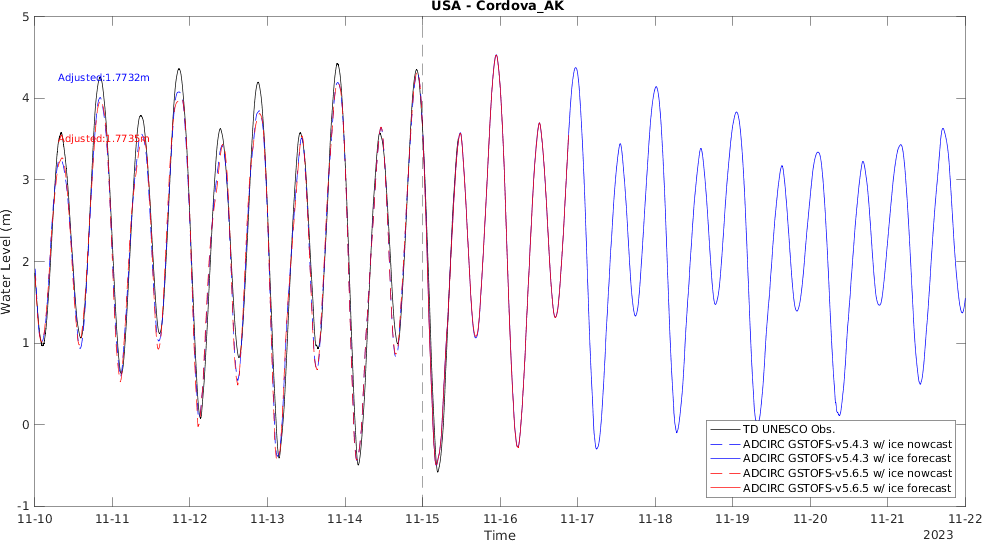 USA - Cordova_AK
5
4
3
2
1
0
-1
Water Level (m)
Adjusted:1.7732m
Adjusted:1.7735m
TD UNESCO Obs.
ADCIRC GSTOFS-v5.4.3 w/ ice nowcast
ADCIRC GSTOFS-v5.4.3 w/ ice forecast
ADCIRC GSTOFS-v5.6.5 w/ ice nowcast
ADCIRC GSTOFS-v5.6.5 w/ ice forecast
11-10 11-11 11-12 11-13 11-14 11-15 11-16 11-17 11-18 11-19 11-20 11-21 11-22
Time
2023